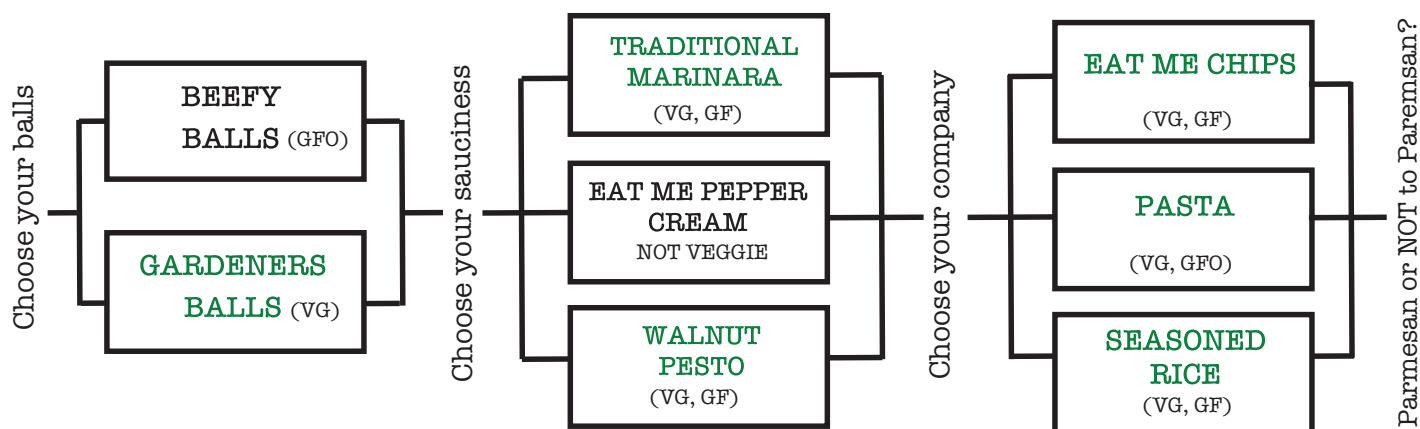 Choose your balls
BEEFY
BALLS (GFO)
GARDENERS
BALLS (VG)
Choose your sauciness
TRADITIONAL
MARINARA
(VG, GF)
EAT ME PEPPER
CREAM
NOT VEGGIE
WALNUT
PESTO
(VG, GF)
Choose your company
EAT ME CHIPS
(VG, GF)
PASTA
(VG, GFO)
SEASONED
RICE
(VG, GF)
Parmesan or NOT to Paremsan?